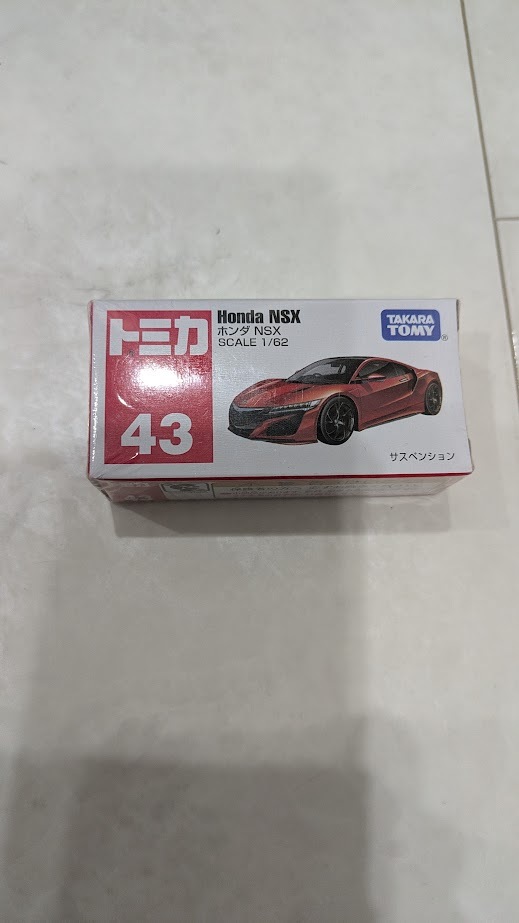 トミカ
43
Honda NSX
ホンダ NSX
SCALE 1/62
TAKARA
TOMY
®
サスペンション
43